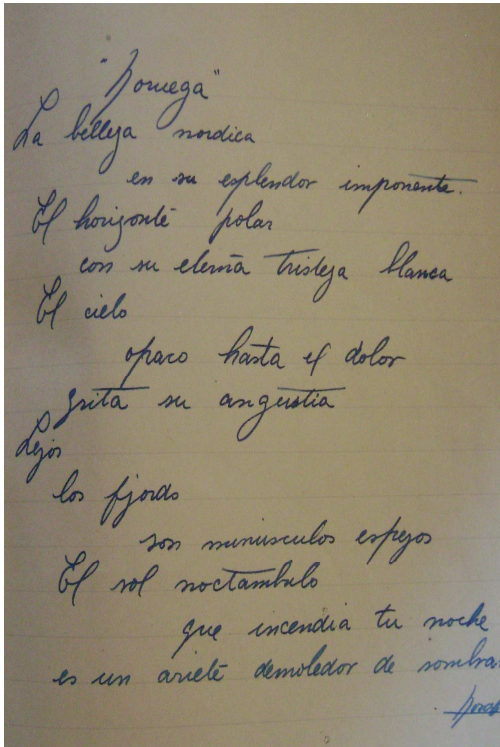 "Noruega"
La belleza nordica
en su esplendor imponente.
El horizonte polar
con su eterna tristeza blanca
El cielo
opaco hasta el dolor
grita su angustia
Lejos
los fjords
son minusculos espejos
El sol noctambulo
que incendia tu noche
es un ariete demoledor de sombra